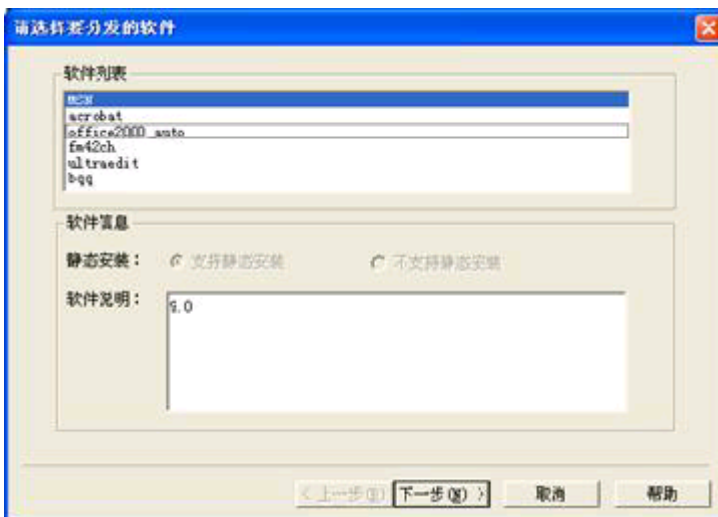 请选择要分发的软件
软件列表
msn
acrobat
office2000_auto
fm42ch
ultraedit
bqq
软件信息
静态安装： 支持静态安装 不支持静态安装
软件说明：
9.0
< 上一步(B) 下一步(N) > 取消 帮助